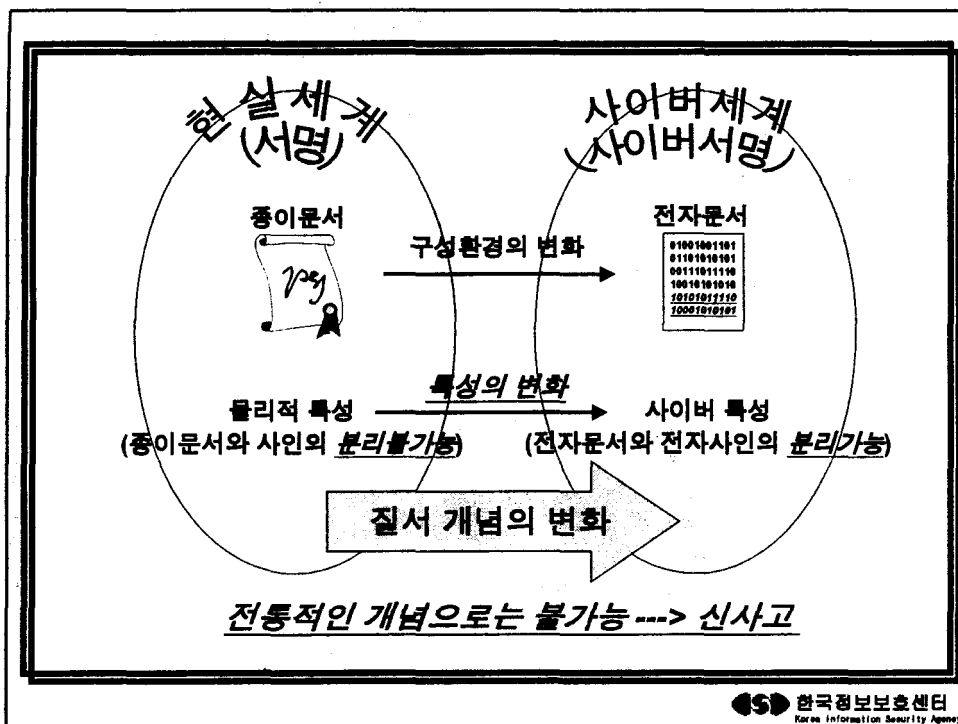 현실세계
(서명)
사이버세계
(사이버서명)
종이문서
전자문서
구성환경의 변화
01001001101
01101010101
00111011110
10010101010
10101011110
10001010101
특성의 변화
물리적 특성
사이버 특성
(종이문서와 사인의 분리불가능)
(전자문서와 전자사인의 분리가능)
질서 개념의 변화
전통적인 개념으로는 불가능 ---> 신사고
한국정보보호센터
Korea Information Security Agency